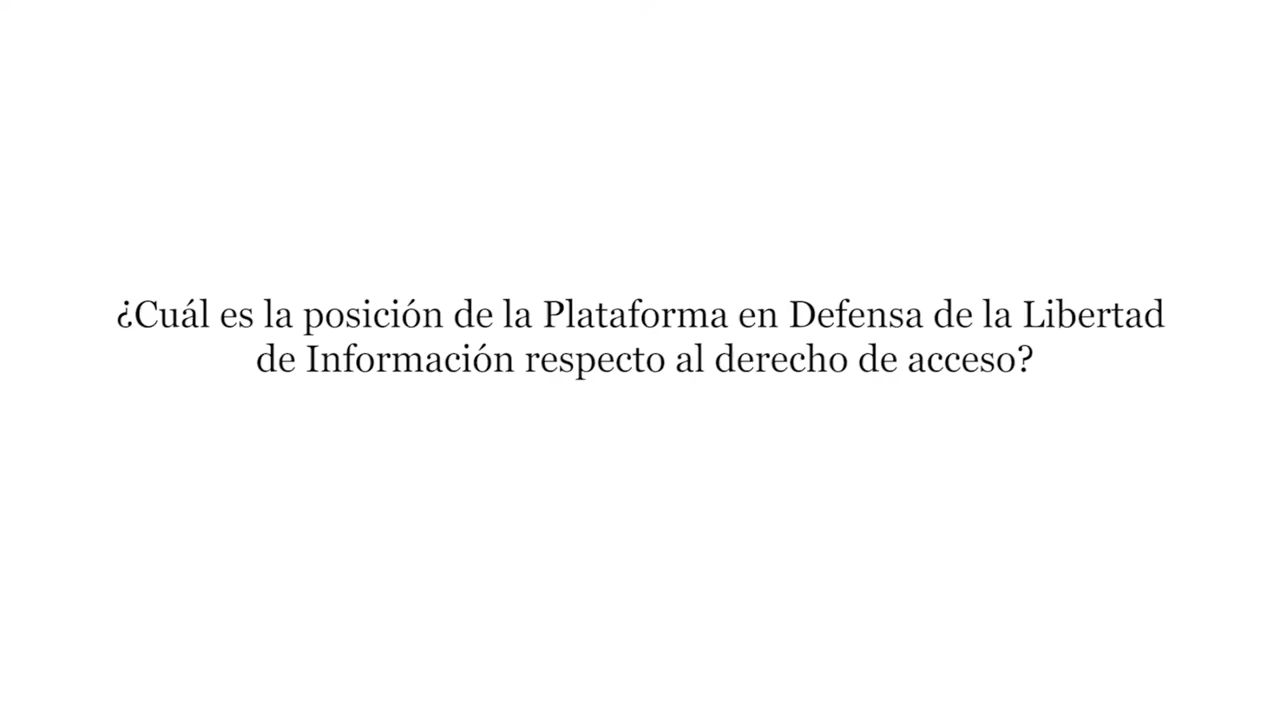 ¿Cuál es la posición de la Plataforma en Defensa de la Libertad
de Información respecto al derecho de acceso?